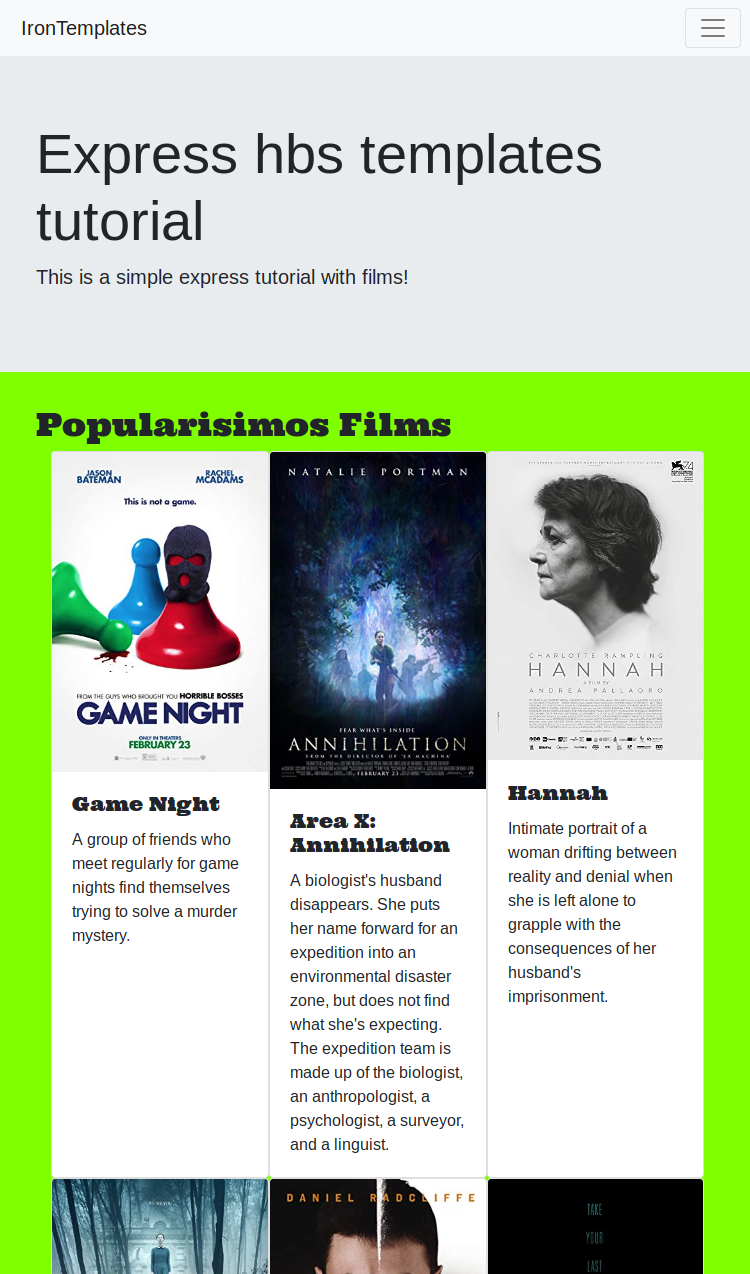 IronTemplates
Express hbs templates
tutorial
This is a simple express tutorial with films!
Popularisimos Films
JASON
BATEMAN
RACHEL
MCADAMS
This is not a game.
FROM THE GUYS WHO BROUGHT YOU HORRIBLE BOSSES
GAME NIGHT
ONLY IN THEATERS
FEBRUARY 23
Game Night
A group of friends who
meet regularly for game
nights find themselves
trying to solve a murder
mystery.
NATALIE PORTMAN
FEAR WHAT'S INSIDE
ANNIHILATION
FROM THE DIRECTOR OF 'EX MACHINA'
FEBRUARY 23
Area X:
Annihilation
A biologist's husband
disappears. She puts
her name forward for an
expedition into an
environmental disaster
zone, but does not find
what she's expecting.
The expedition team is
made up of the biologist,
an anthropologist, a
psychologist, a surveyor,
and a linguist.
74
CHARLOTTE RAMPLING
HANNAH
A FILM BY
ANDREA PALLAORO
Hannah
Intimate portrait of a
woman drifting between
reality and denial when
she is left alone to
grapple with the
consequences of her
husband's
imprisonment.
DANIEL RADCLIFFE
TAKE
YOUR
LAST